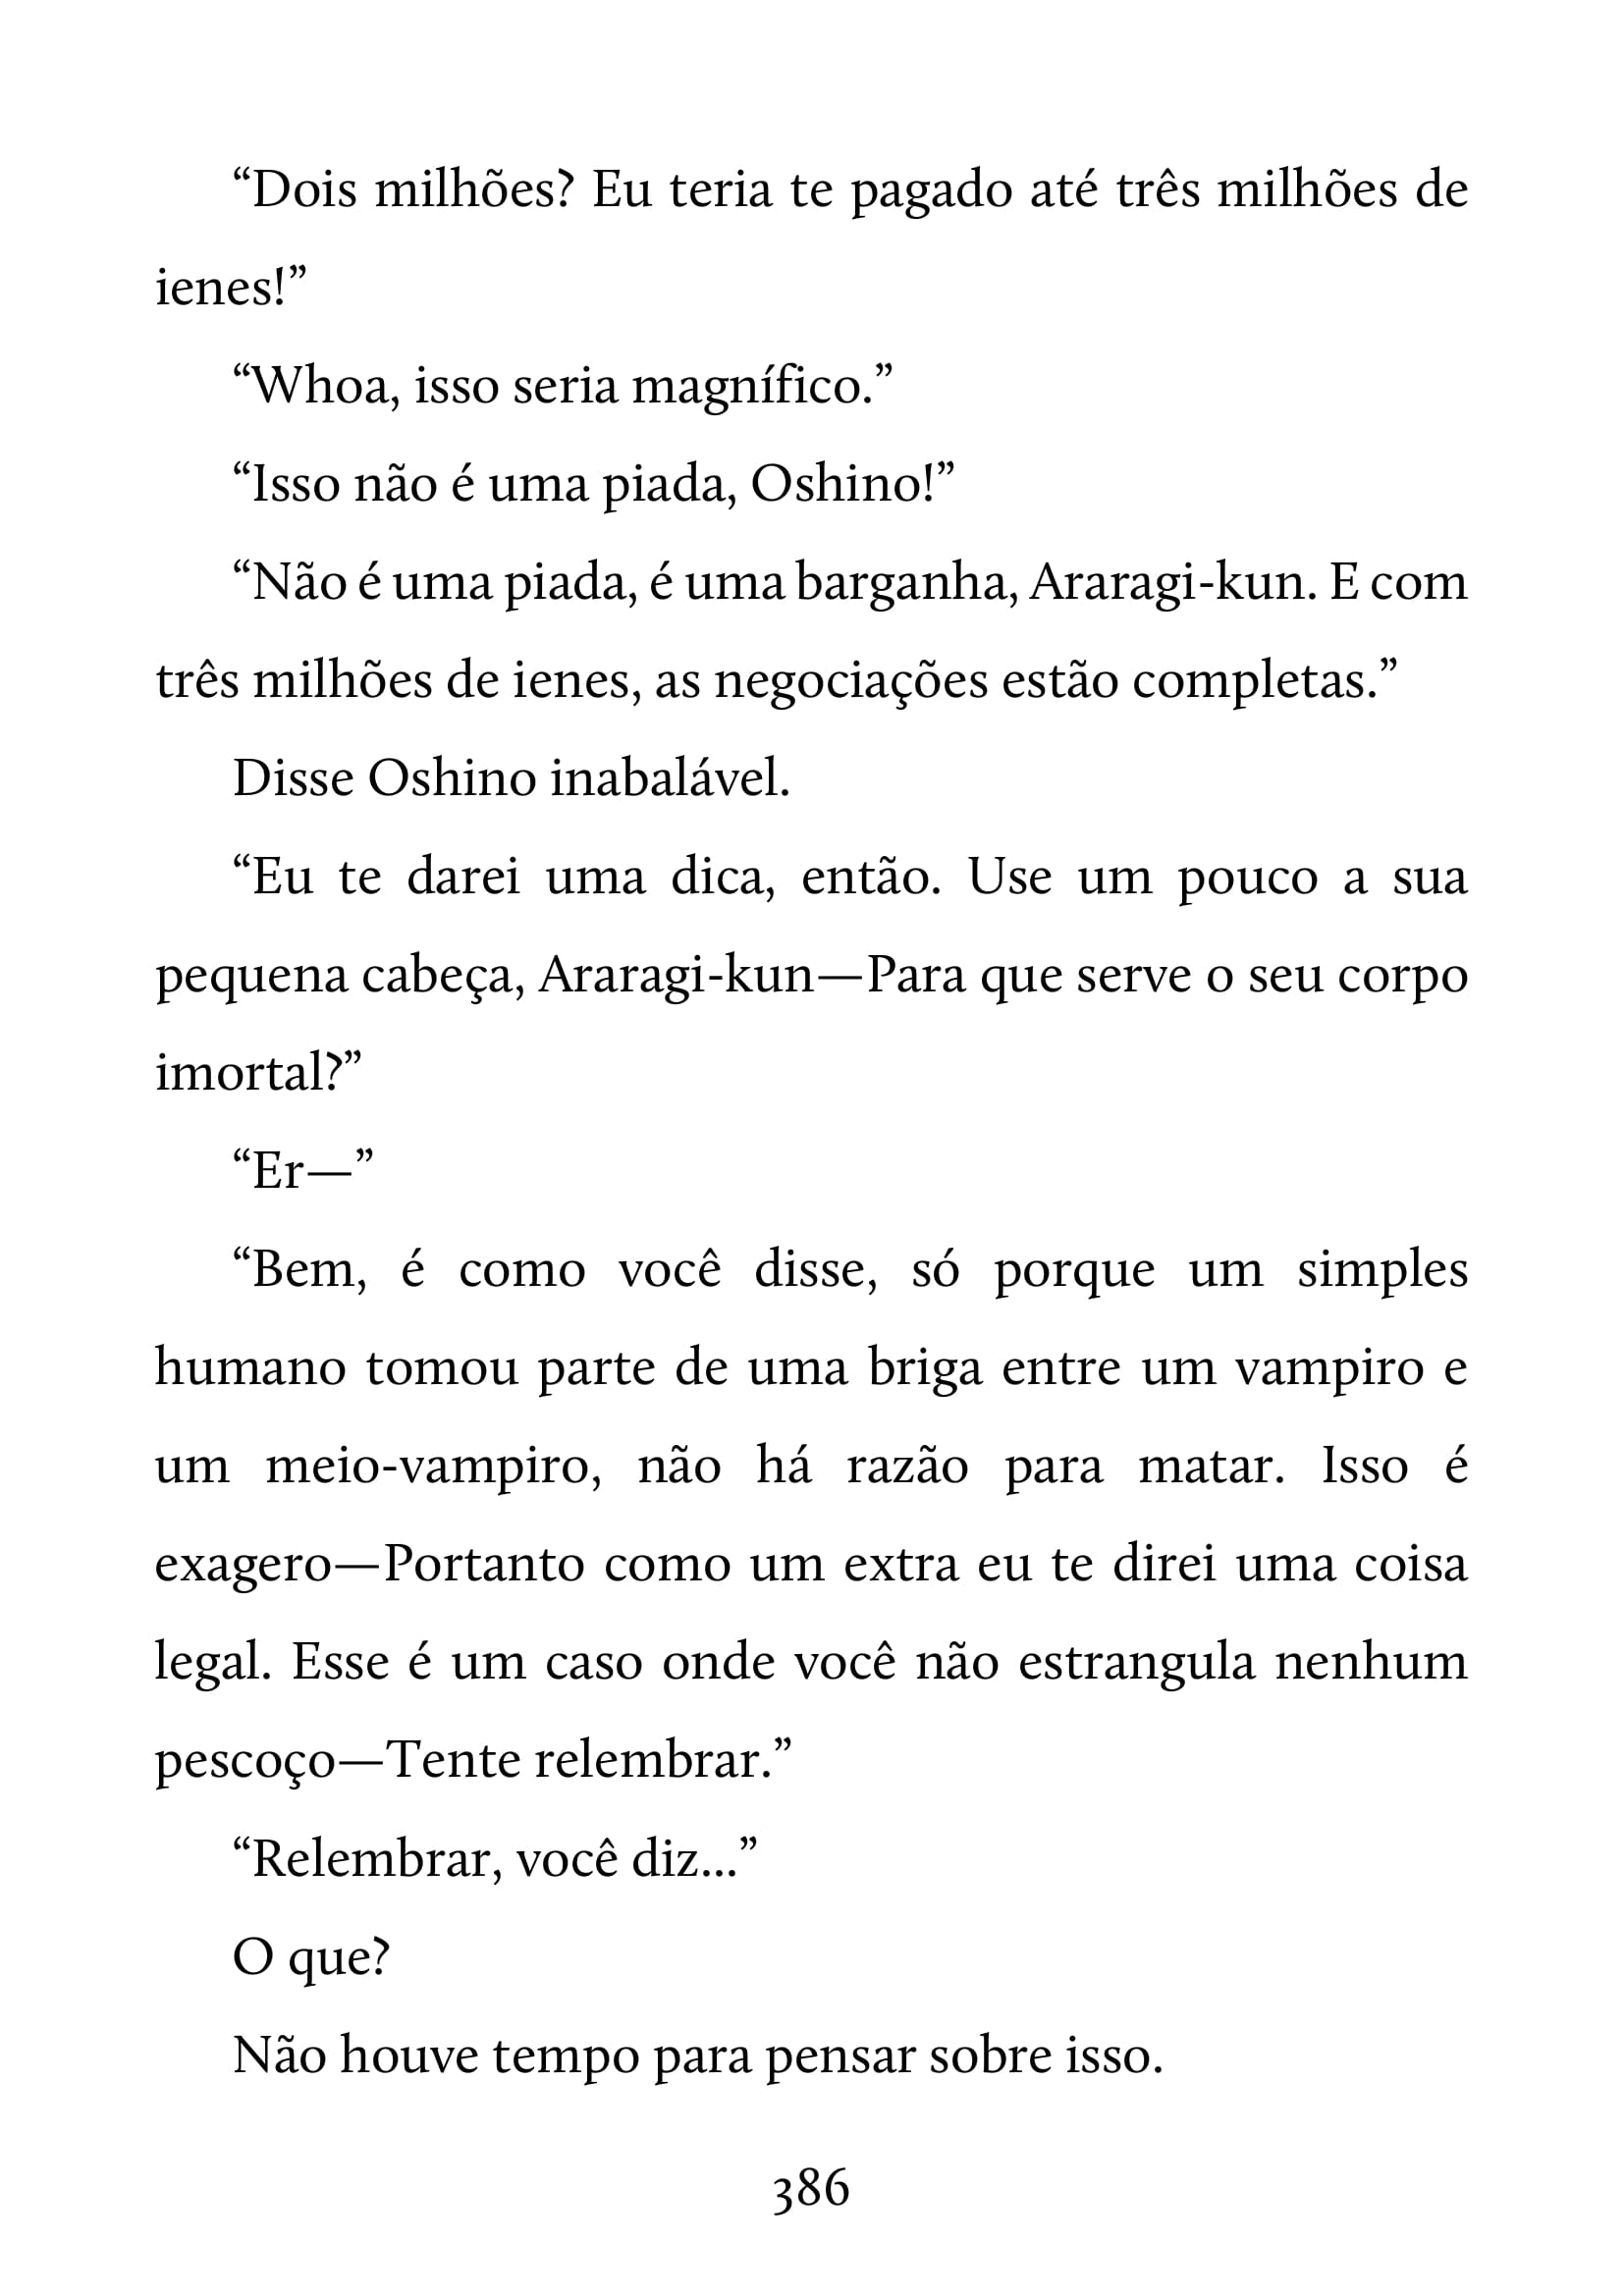 “Dois milhões? Eu teria te pagado até três milhões de
ienes!”
“Whoa, isso seria magnífico.”
“Isso não é uma piada, Oshino!”
“Não é uma piada, é uma barganha, Araragi-kun. E com
três milhões de ienes, as negociações estão completas.”
Disse Oshino inabalável.
“Eu te darei uma dica, então. Use um pouco a sua
pequena cabeça, Araragi-kun—Para que serve o seu corpo
imortal?”
“Er—”
“Bem, é como você disse, só porque um simples
humano tomou parte de uma briga entre um vampiro e
um meio-vampiro, não há razão para matar. Isso é
exagero—Portanto como um extra eu te direi uma coisa
legal. Esse é um caso onde você não estrangula nenhum
pescoço—Tente relembrar.”
“Relembrar, você diz...”
O que?
Não houve tempo para pensar sobre isso.
386